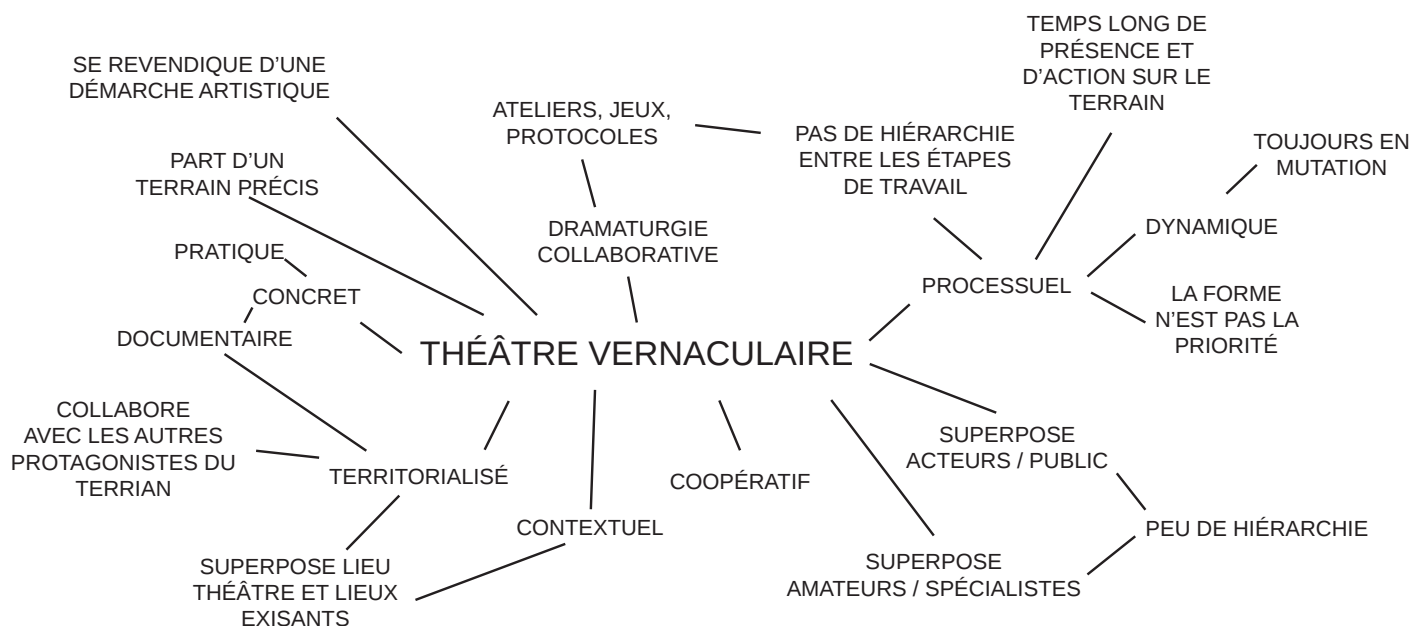 TEMPS LONG DE
PRÉSENCE ET
D'ACTION SUR LE
TERRAIN
SE REVENDIQUE D’UNE
DÉMARCHE ARTISTIQUE
ATELIERS, JEUX,
PROTOCOLES
PAS DE HIÉRARCHIE
ENTRE LES ÉTAPES
DE TRAVAIL
TOUJOURS EN
MUTATION
PART D’UN
TERRAIN PRÉCIS
DRAMATURGIE
COLLABORATIVE
DYNAMIQUE
PRATIQUE
CONCRET
PROCESSUEL
LA FORME
N’EST PAS LA
PRIORITÉ
DOCUMENTAIRE
THÉÂTRE VERNACULAIRE
COLLABORE
AVEC LES AUTRES
PROTAGONISTES DU
TERRIAN
TERRITORIALISÉ
COOPÉRATIF
SUPERPOSE
ACTEURS / PUBLIC
CONTEXTUEL
PEU DE HIÉRARCHIE
SUPERPOSE LIEU
THÉÂTRE ET LIEUX
EXISANTS
SUPERPOSE
AMATEURS / SPÉCIALISTES